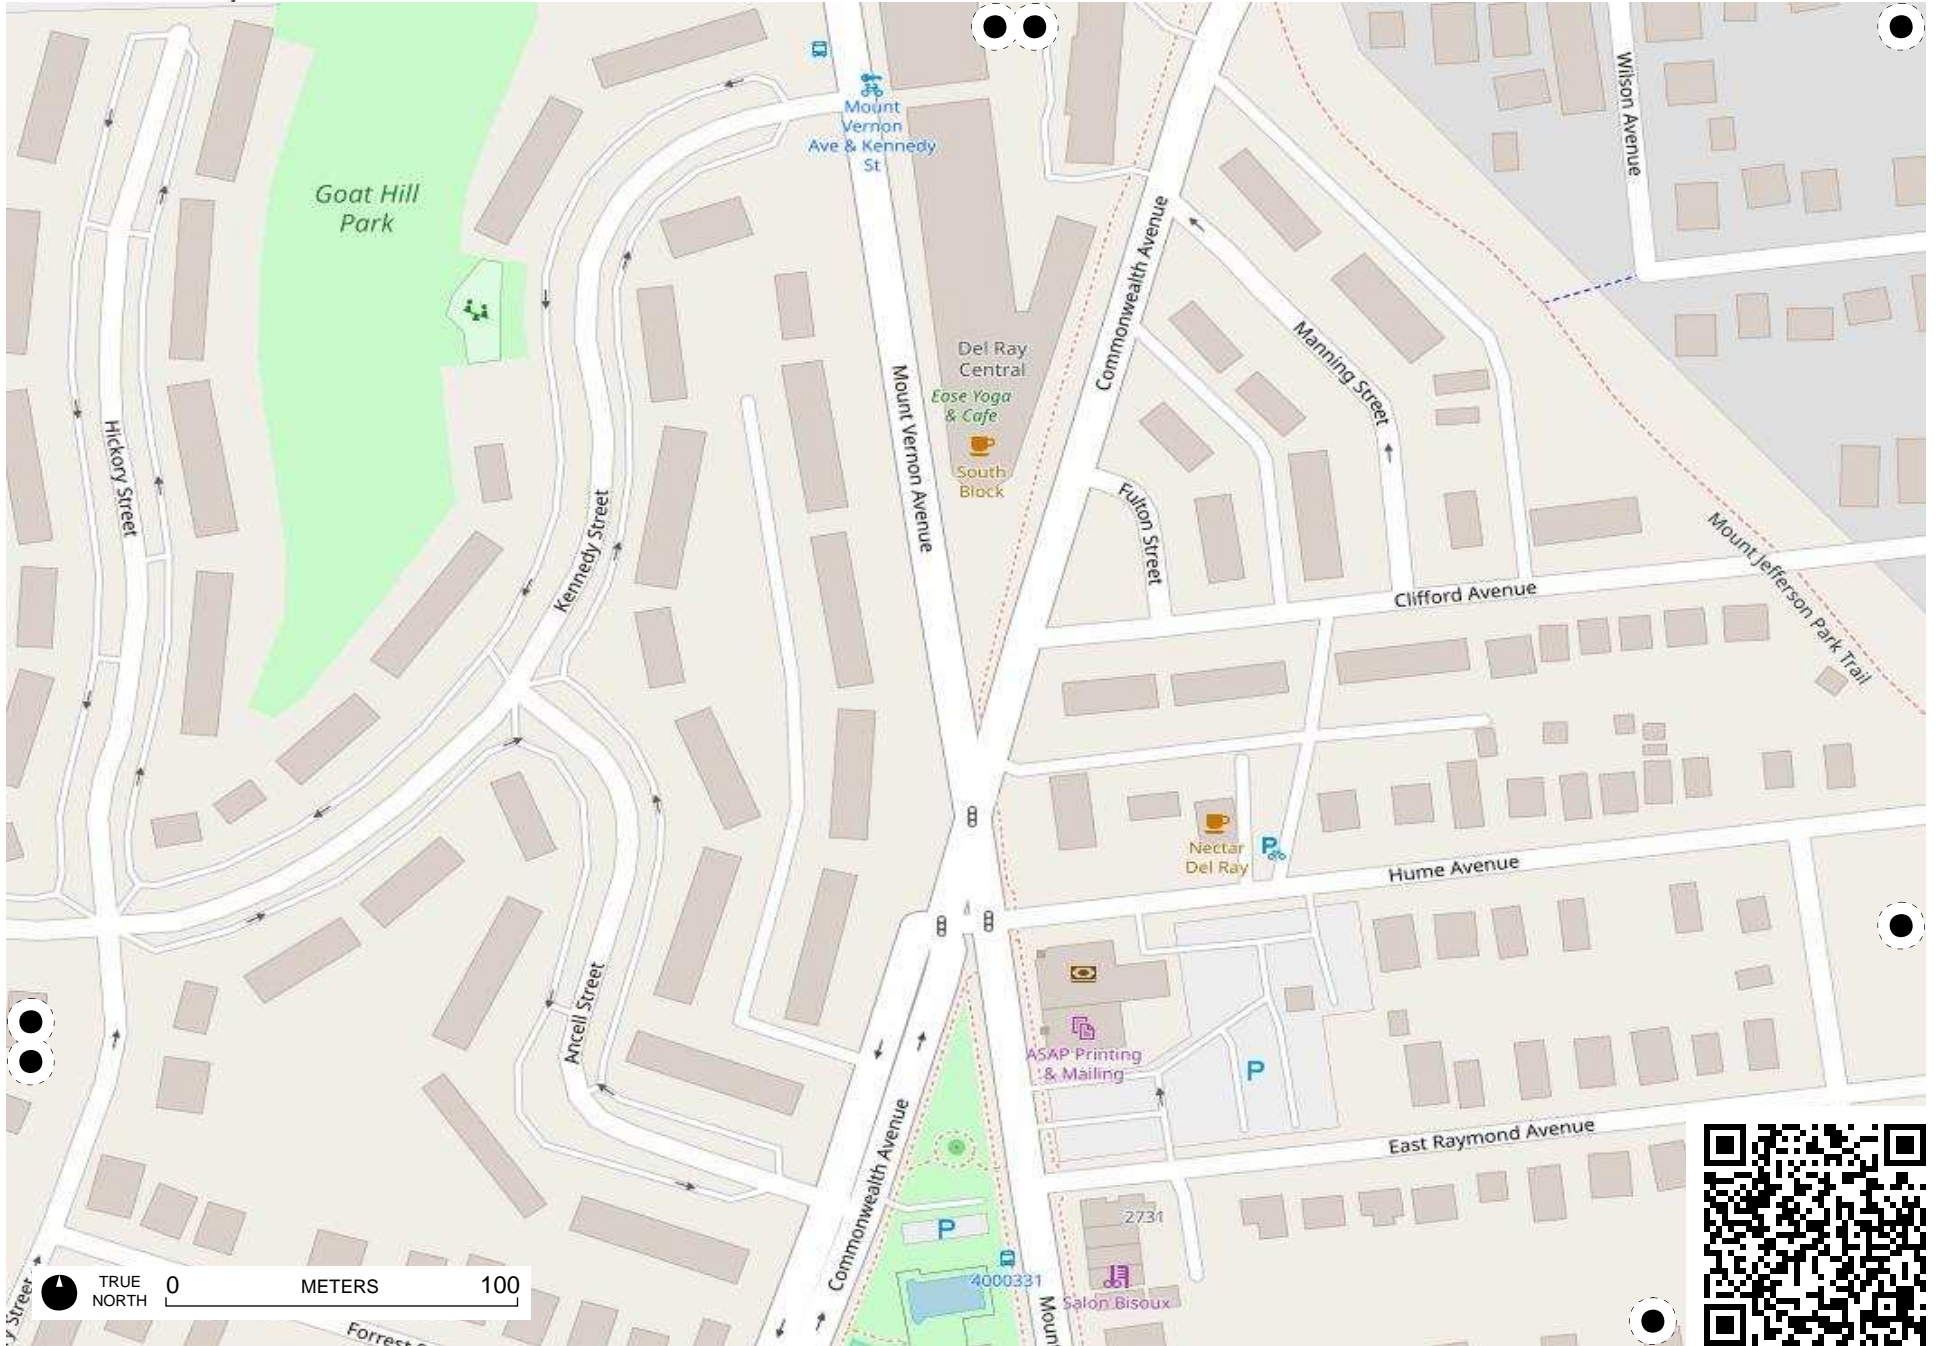 Goat Hill
Park
Mount
Vernon
Ave & Kennedy
St
Wilson Avenue
Commonwealth Avenue
Manning Street
Del Ray
Central
Ease Yoga
& Cafe
South
Block
Mount Vernon Avenue
Hickory Street
Kennedy Street
Fulton Street
Clifford Avenue
Mount Jefferson Park Trail
Nectar
Del Ray
P
Hume Avenue
Ancell Street
ASAP Printing
& Mailing
P
East Raymond Avenue
Commonwealth Avenue
2731
P
4000331
Salon Bisoux
Moun
TRUE
NORTH
0 METERS 100
y Street
Forrest